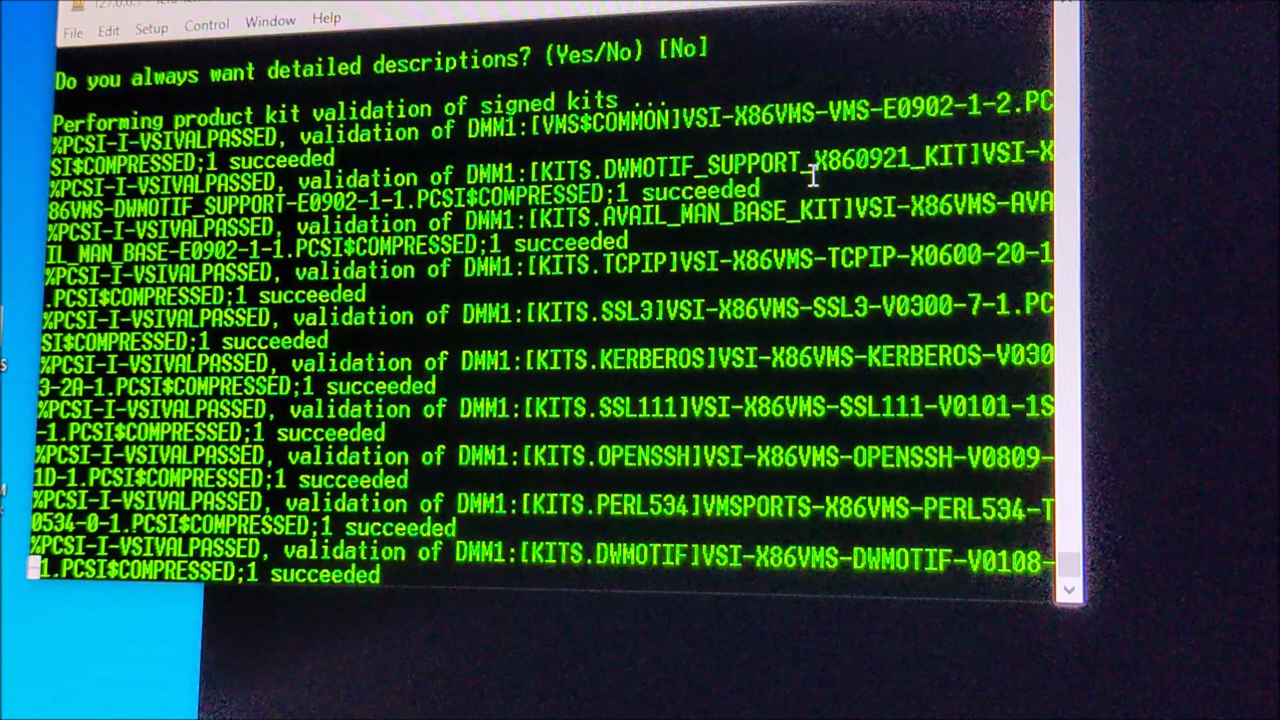 File Edit Setup Control Window Help
Do you always want detailed descriptions? (Yes/No) [No]
Performing product kit validation of signed kits ...
%PCSI-I-VSIVALPASSED, validation of DMM1:[VMS$COMMON]VSI-X86VMS-VMS-E0902-1-2.PC
SI$COMPRESSED;1 succeeded
%PCSI-I-VSIVALPASSED, validation of DMM1:[KITS.DWMOTIF_SUPPORT_X860921_KIT]VSI-X
86VMS-DWMOTIF_SUPPORT-E0902-1-1.PCSI$COMPRESSED;1 succeeded
%PCSI-I-VSIVALPASSED, validation of DMM1:[KITS.AVAIL_MAN_BASE_KIT]VSI-X86VMS-AVA
IL_MAN_BASE-E0902-1-1.PCSI$COMPRESSED;1 succeeded
%PCSI-I-VSIVALPASSED, validation of DMM1:[KITS.TCPIP]VSI-X86VMS-TCPIP-X0600-20-1
.PCSI$COMPRESSED;1 succeeded
%PCSI-I-VSIVALPASSED, validation of DMM1:[KITS.SSL3]VSI-X86VMS-SSL3-V0300-7-1.PC
SI$COMPRESSED;1 succeeded
%PCSI-I-VSIVALPASSED, validation of DMM1:[KITS.KERBEROS]VSI-X86VMS-KERBEROS-V030
3-2A-1.PCSI$COMPRESSED;1 succeeded
%PCSI-I-VSIVALPASSED, validation of DMM1:[KITS.SSL111]VSI-X86VMS-SSL111-V0101-1S
-1.PCSI$COMPRESSED;1 succeeded
%PCSI-I-VSIVALPASSED, validation of DMM1:[KITS.OPENSSH]VSI-X86VMS-OPENSSH-V0809-
1D-1.PCSI$COMPRESSED;1 succeeded
%PCSI-I-VSIVALPASSED, validation of DMM1:[KITS.PERL534]VMSPORTS-X86VMS-PERL534-T
0534-0-1.PCSI$COMPRESSED;1 succeeded
%PCSI-I-VSIVALPASSED, validation of DMM1:[KITS.DWMOTIF]VSI-X86VMS-DWMOTIF-V0108-
-1.PCSI$COMPRESSED;1 succeeded